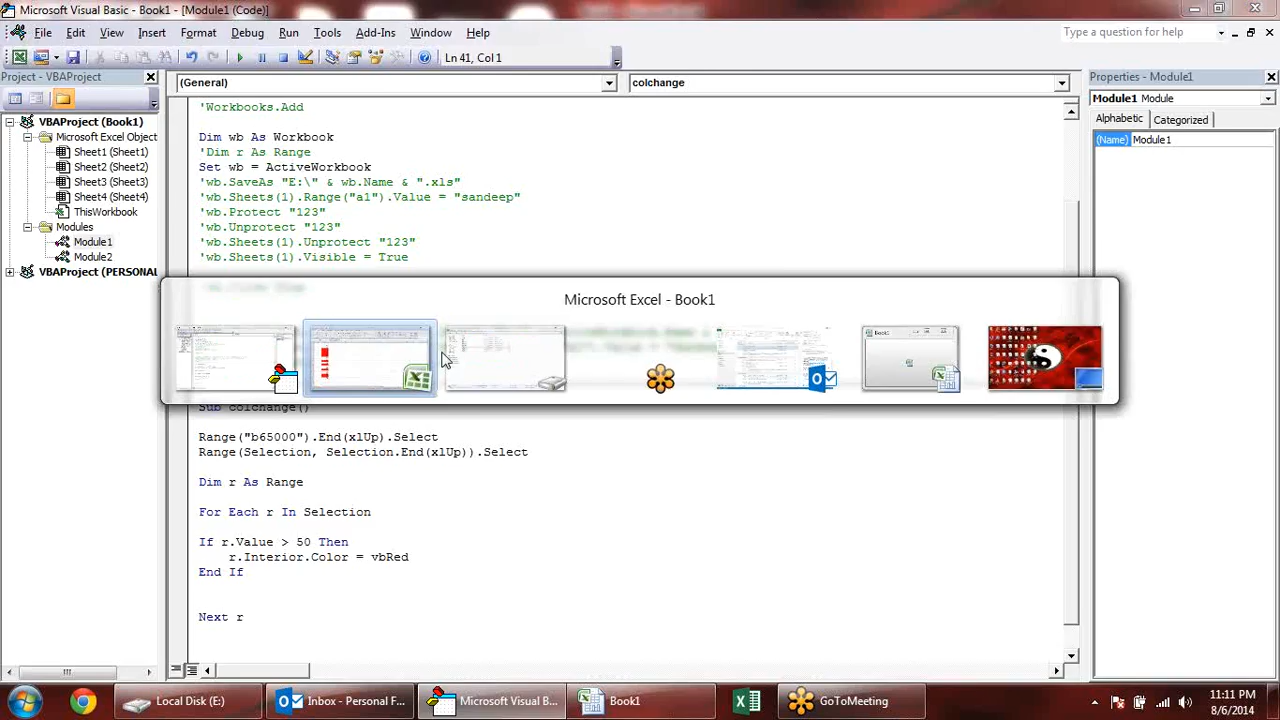 Microsoft Visual Basic - Book1 - [Module1 (Code)]
File Edit View Insert Format Debug Run Tools Add-Ins Window Help
Type a question for help
Ln 41, Col 1
Project - VBAProject
VBAProject (Book1)
Microsoft Excel Object
Sheet1 (Sheet1)
Sheet2 (Sheet2)
Sheet3 (Sheet3)
Sheet4 (Sheet4)
ThisWorkbook
Modules
Module1
Module2
VBAProject (PERSONAL
(General)
colchange
'Workbooks.Add
Dim wb As Workbook
'Dim r As Range
Set wb = ActiveWorkbook
'wb.SaveAs "E:\" & wb.Name & ".xls"
'wb.Sheets(1).Range("a1").Value = "sandeep"
'wb.Protect "123"
'wb.Unprotect "123"
'wb.Sheets(1).Unprotect "123"
'wb.Sheets(1).Visible = True
Microsoft Excel - Book1
Book1
Sub colchange()
Range("b65000").End(xlUp).Select
Range(Selection, Selection.End(xlUp)).Select
Dim r As Range
For Each r In Selection
If r.Value > 50 Then
r.Interior.Color = vbRed
End If
Next r
Properties - Module1
Module1 Module
Alphabetic Categorized
(Name) Module1
Local Disk (E:)
Inbox - Personal F...
Microsoft Visual B...
Book1
GoToMeeting
11:11 PM
8/6/2014